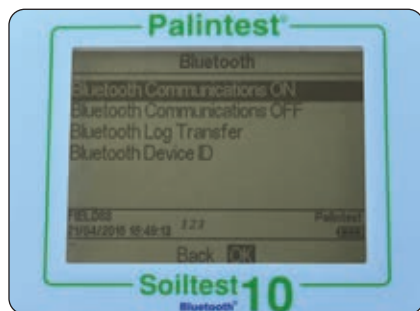 Palintest®
Bluetooth
Bluetooth Communications ON
Bluetooth Communications OFF
Bluetooth Log Transfer
Bluetooth Device ID
Palintest
Back OK
Soiltest 10
Bluetooth®